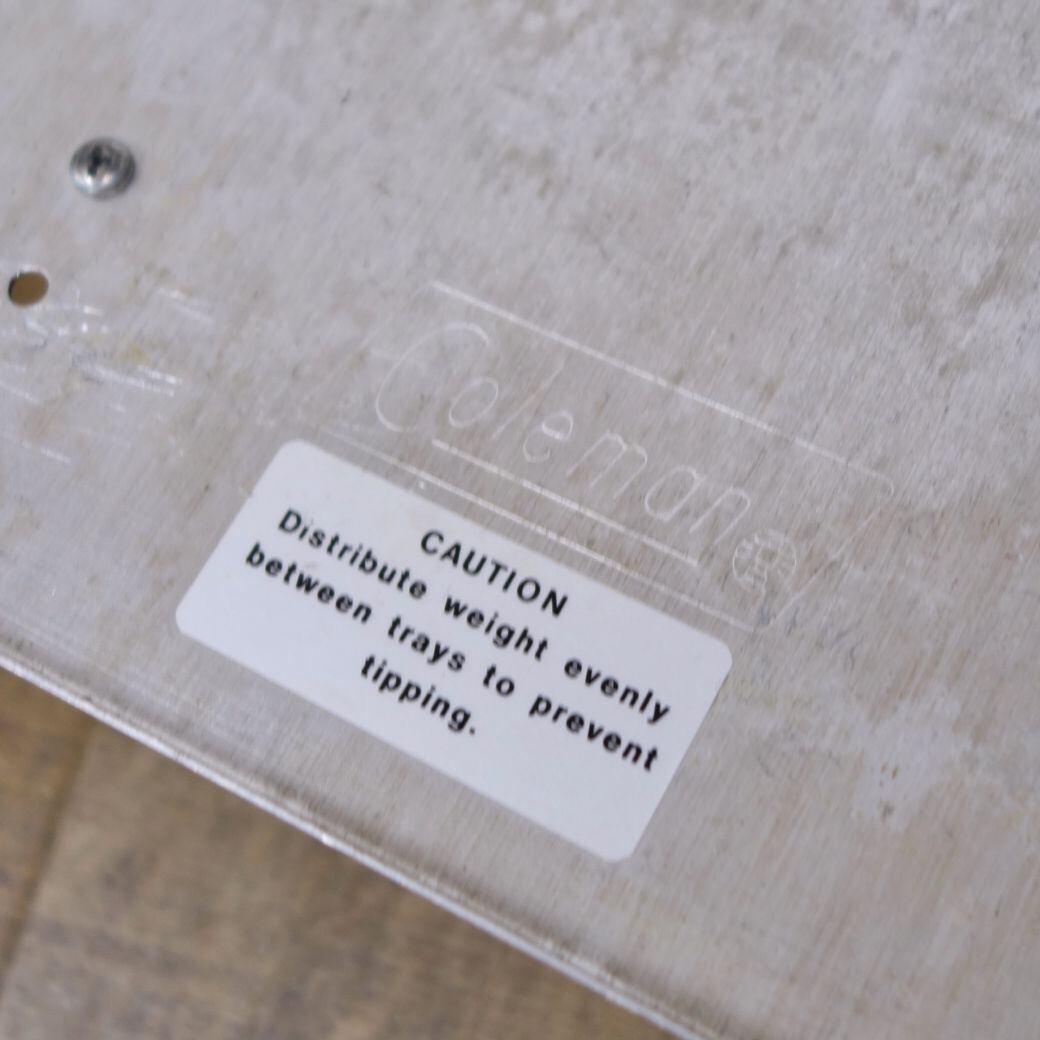 Coleman®
CAUTION
Distribute weight evenly
between trays to prevent
tipping.